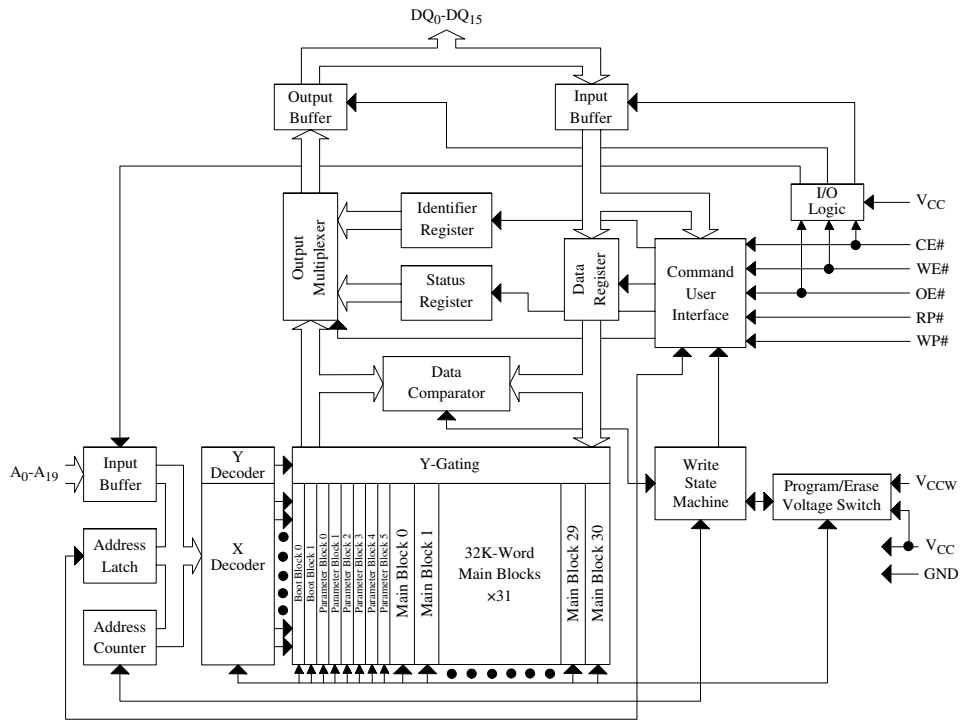 DQ0-DQ15
Output
Buffer
Input
Buffer
I/O
Logic
VCC
Output
Multiplexer
Identifier
Register
Status
Register
Data
Register
Command
User
Interface
CE#
WE#
OE#
RP#
WP#
Data
Comparator
A0-A19
Input
Buffer
Y
Decoder
Y-Gating
Write
State
Machine
Program/Erase
Voltage Switch
VCCW
VCC
GND
Address
Latch
X
Decoder
Boot Block 0
Boot Block 1
Parameter Block 0
Parameter Block 1
Parameter Block 2
Parameter Block 3
Parameter Block 4
Parameter Block 5
Main Block 0
Main Block 1
32K-Word
Main Blocks
×31
Main Block 29
Main Block 30
Address
Counter